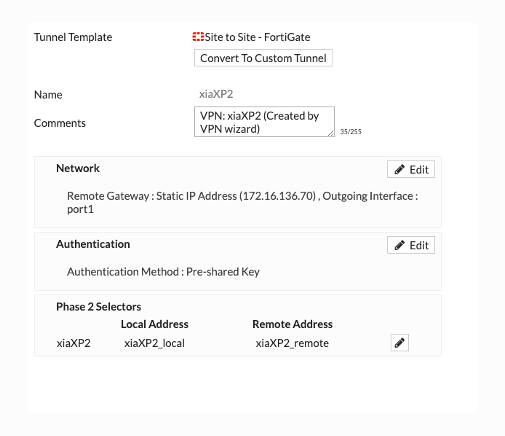 Tunnel Template Site to Site - FortiGate
Convert To Custom Tunnel
Name xiaXP2
Comments VPN: xiaXP2 (Created by
VPN wizard) 35/255
Network Edit
Remote Gateway : Static IP Address (172.16.136.70) , Outgoing Interface :
port1
Authentication Edit
Authentication Method : Pre-shared Key
Phase 2 Selectors
Local Address Remote Address
xiaXP2 xiaXP2_local xiaXP2_remote